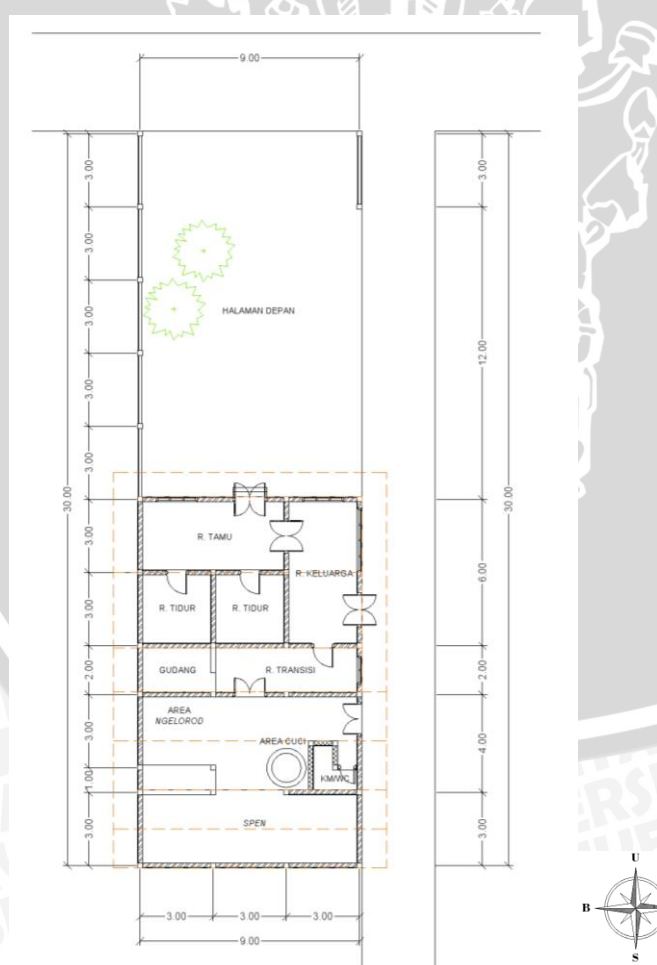 9.00
3.00
3.00
3.00
3.00
3.00
3.00
3.00
2.00
3.00
1.00
3.00
30.00
3.00
12.00
6.00
2.00
4.00
3.00
30.00
HALAMAN DEPAN
R. TAMU
R. KELUARGA
R. TIDUR
R. TIDUR
GUDANG
R. TRANSISI
AREA
NGELOROD
AREA CUCI
KM/WC
SPEN
3.00
3.00
3.00
9.00
U
B
S